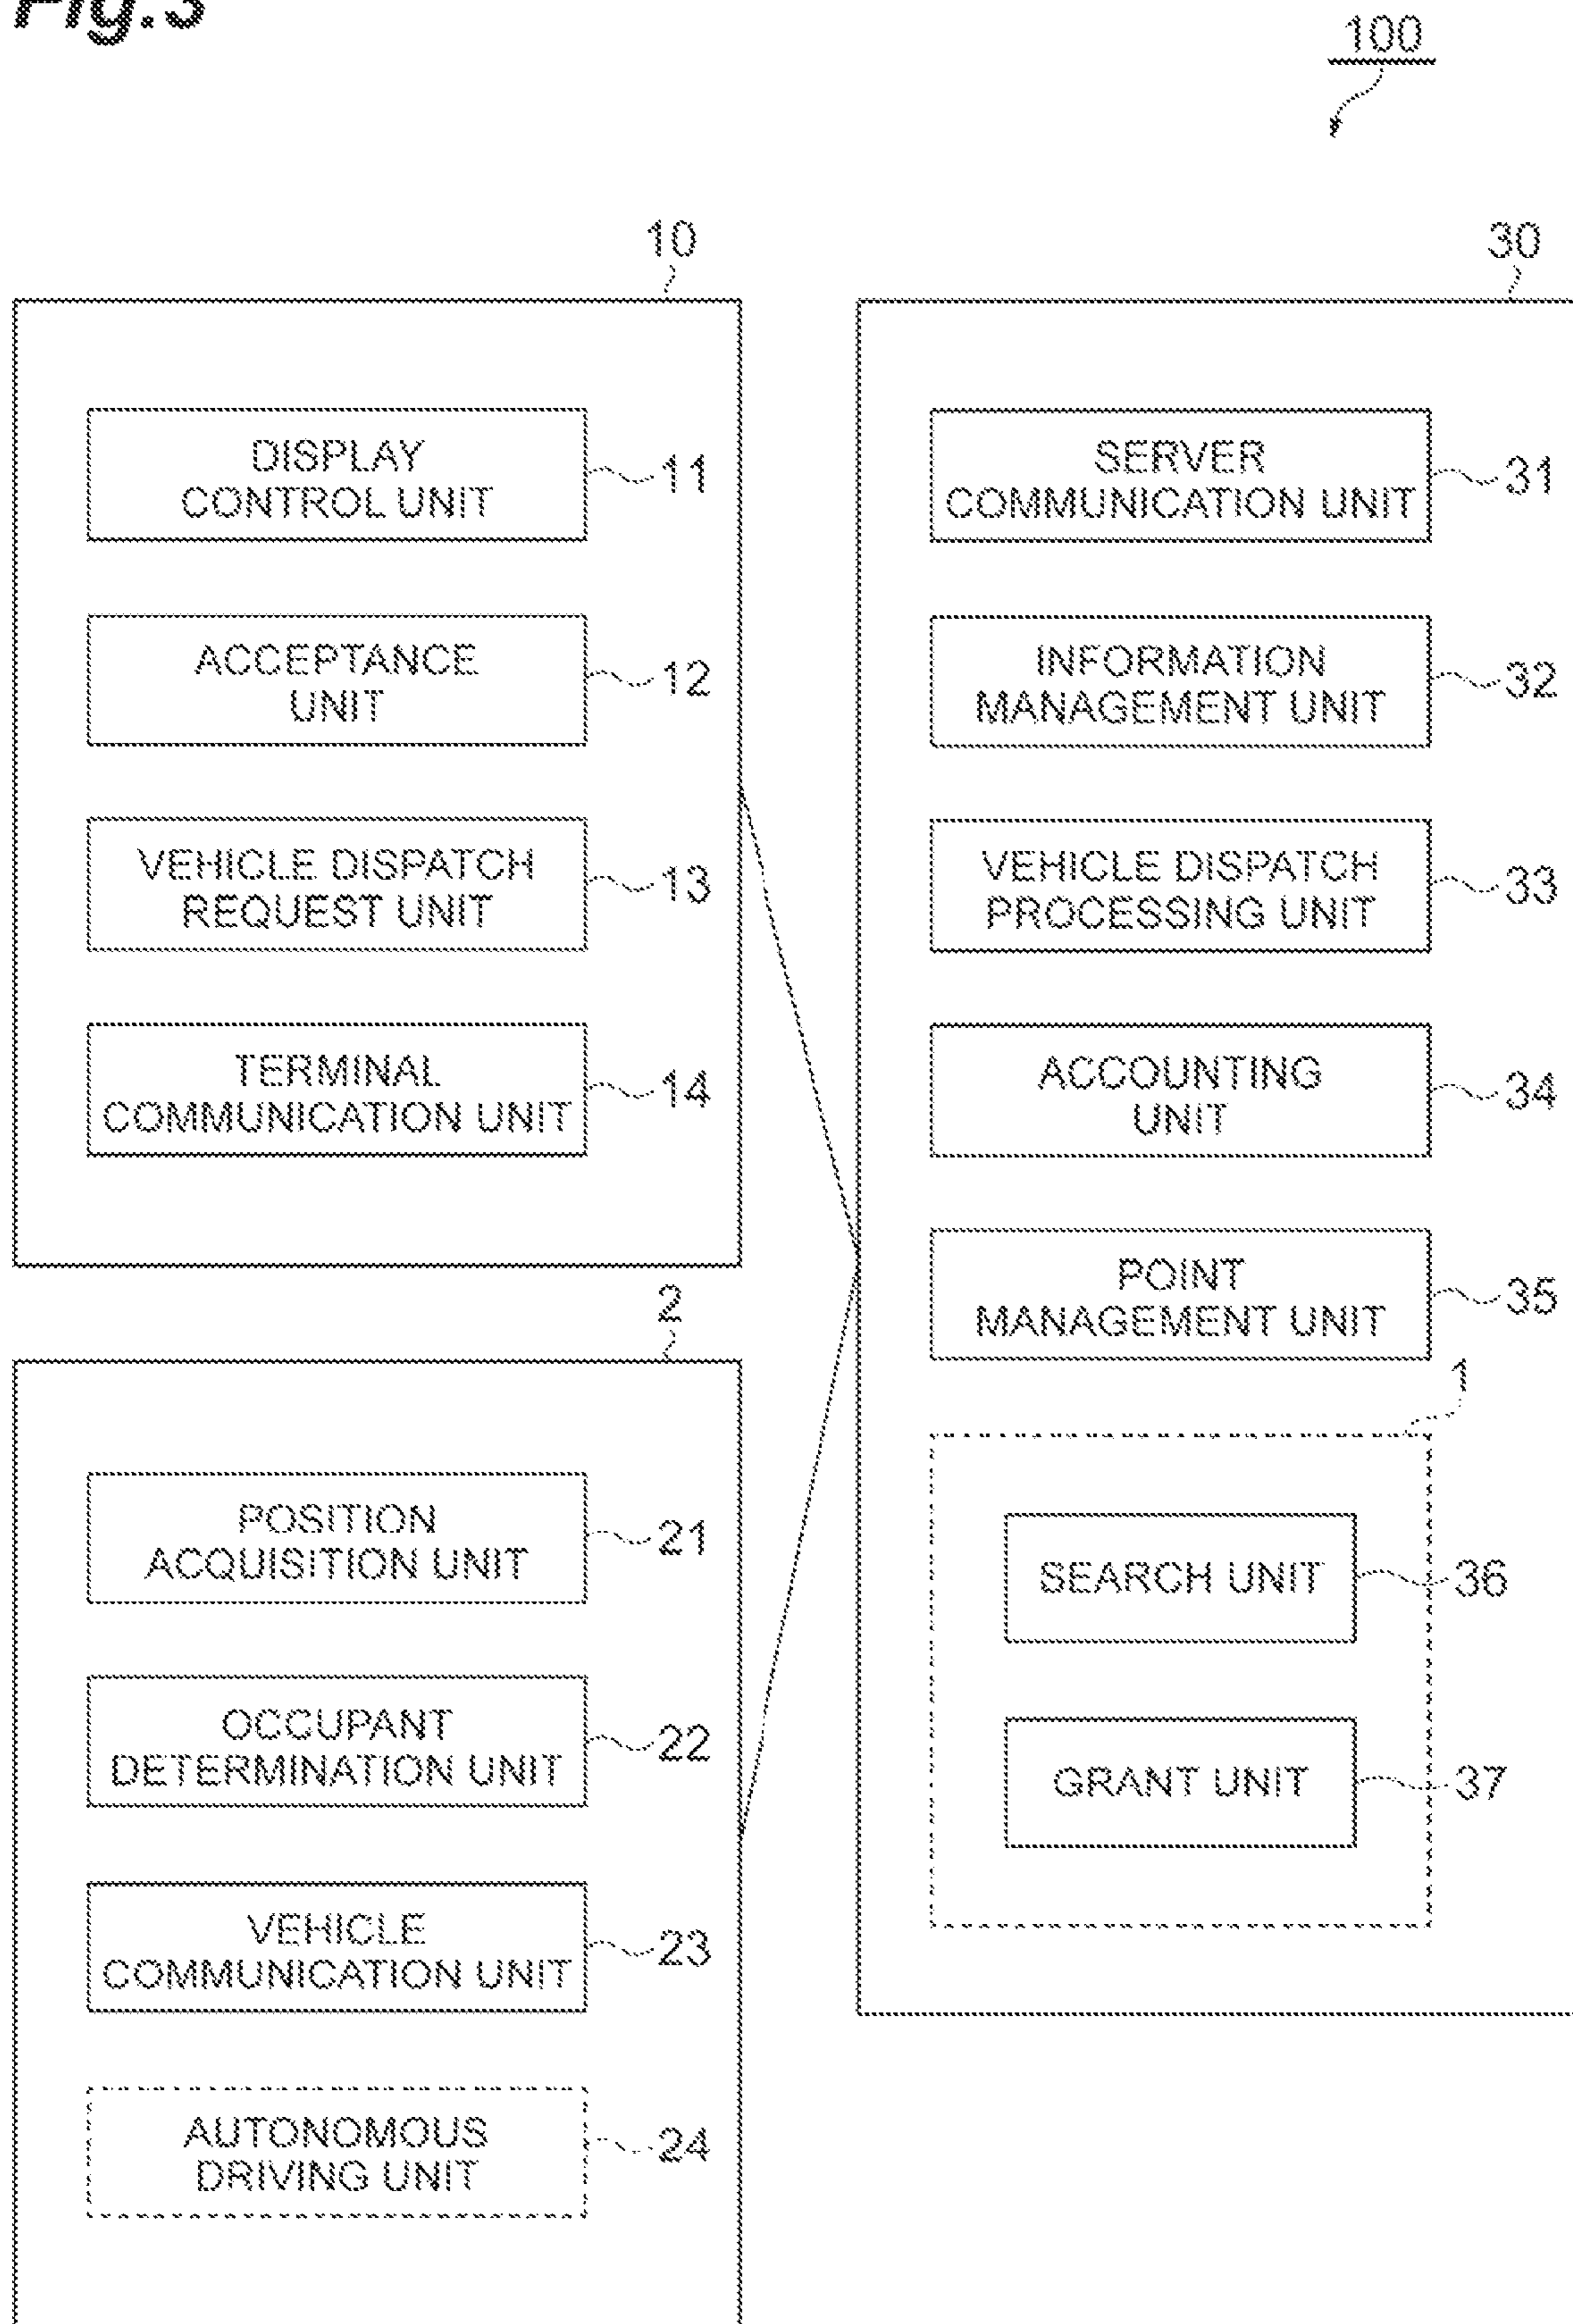 Fig.3
100
10
DISPLAY
CONTROL UNIT
11
ACCEPTANCE
UNIT
12
VEHICLE DISPATCH
REQUEST UNIT
13
TERMINAL
COMMUNICATION UNIT
14
2
POSITION
ACQUISITION UNIT
21
OCCUPANT
DETERMINATION UNIT
22
VEHICLE
COMMUNICATION UNIT
23
AUTONOMOUS
DRIVING UNIT
24
30
SERVER
COMMUNICATION UNIT
31
INFORMATION
MANAGEMENT UNIT
32
VEHICLE DISPATCH
PROCESSING UNIT
33
ACCOUNTING
UNIT
34
POINT
MANAGEMENT UNIT
35
1
SEARCH UNIT
36
GRANT UNIT
37